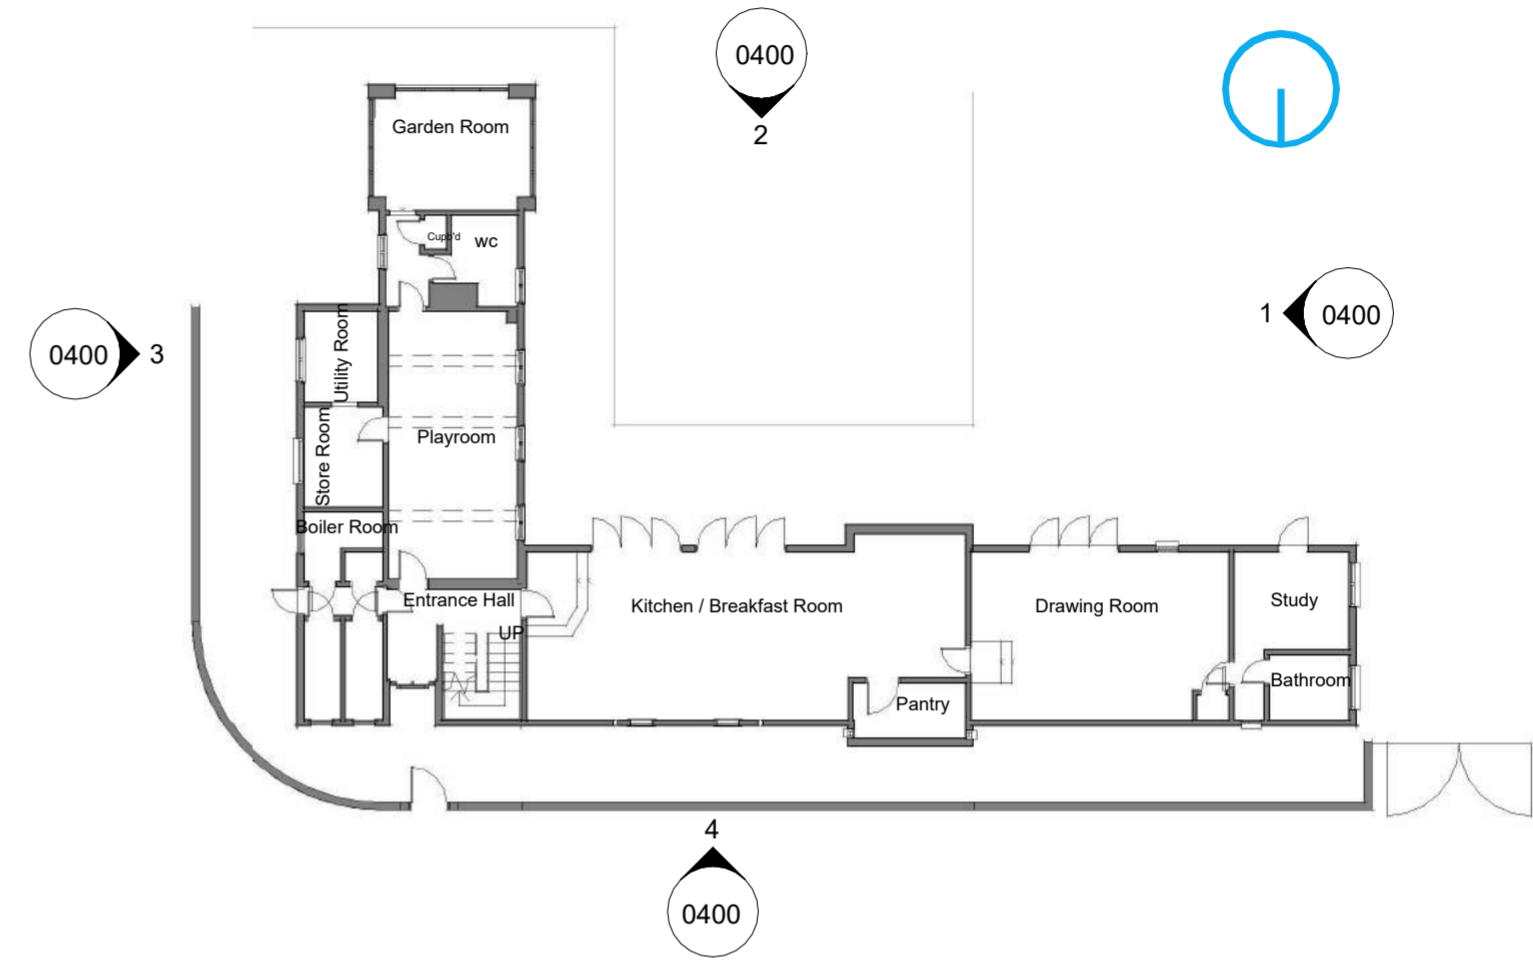 0400
2
Garden Room
Cupb'd
wc
1
0400
0400
3
Utility Room
Store Room
Playroom
Boiler Room
Entrance Hall
UP
Kitchen / Breakfast Room
Drawing Room
Study
Bathroom
Pantry
4
0400